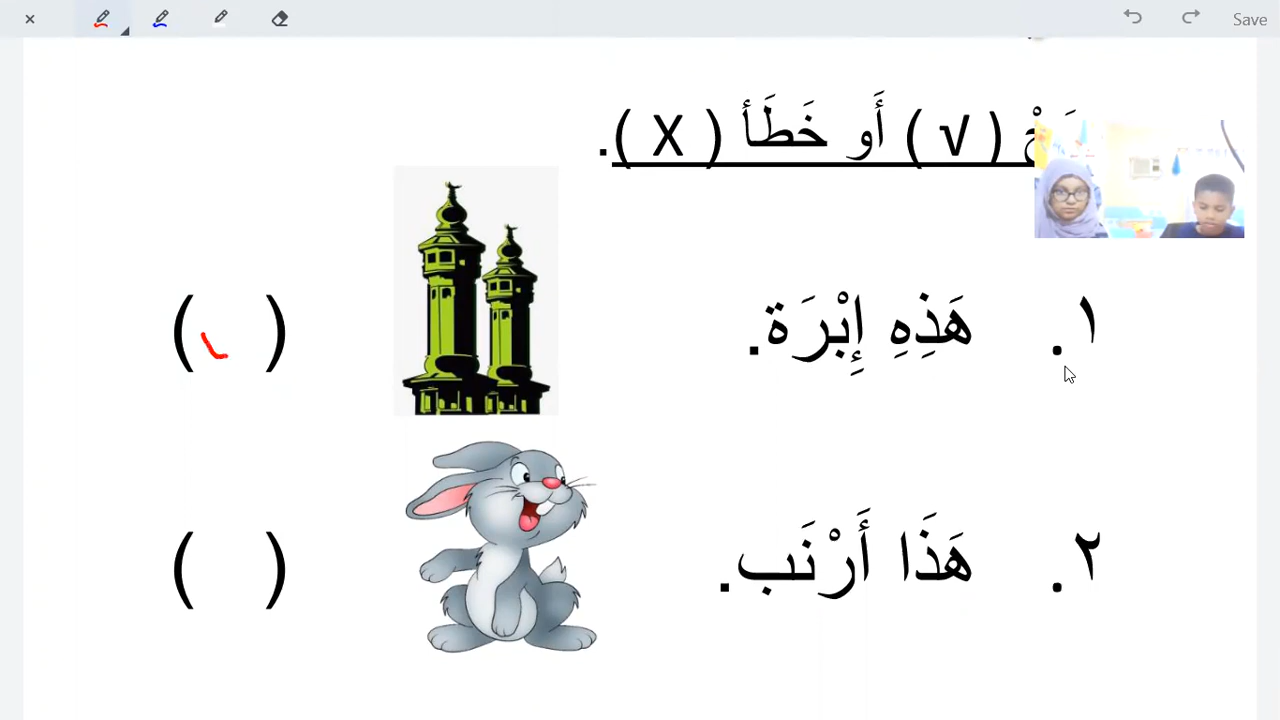 Save
( √ ) أَو خَطَأ ( X ).
١. هَذِهِ إِبْرَة. ( )
٢. هَذَا أَرْنَب. ( )